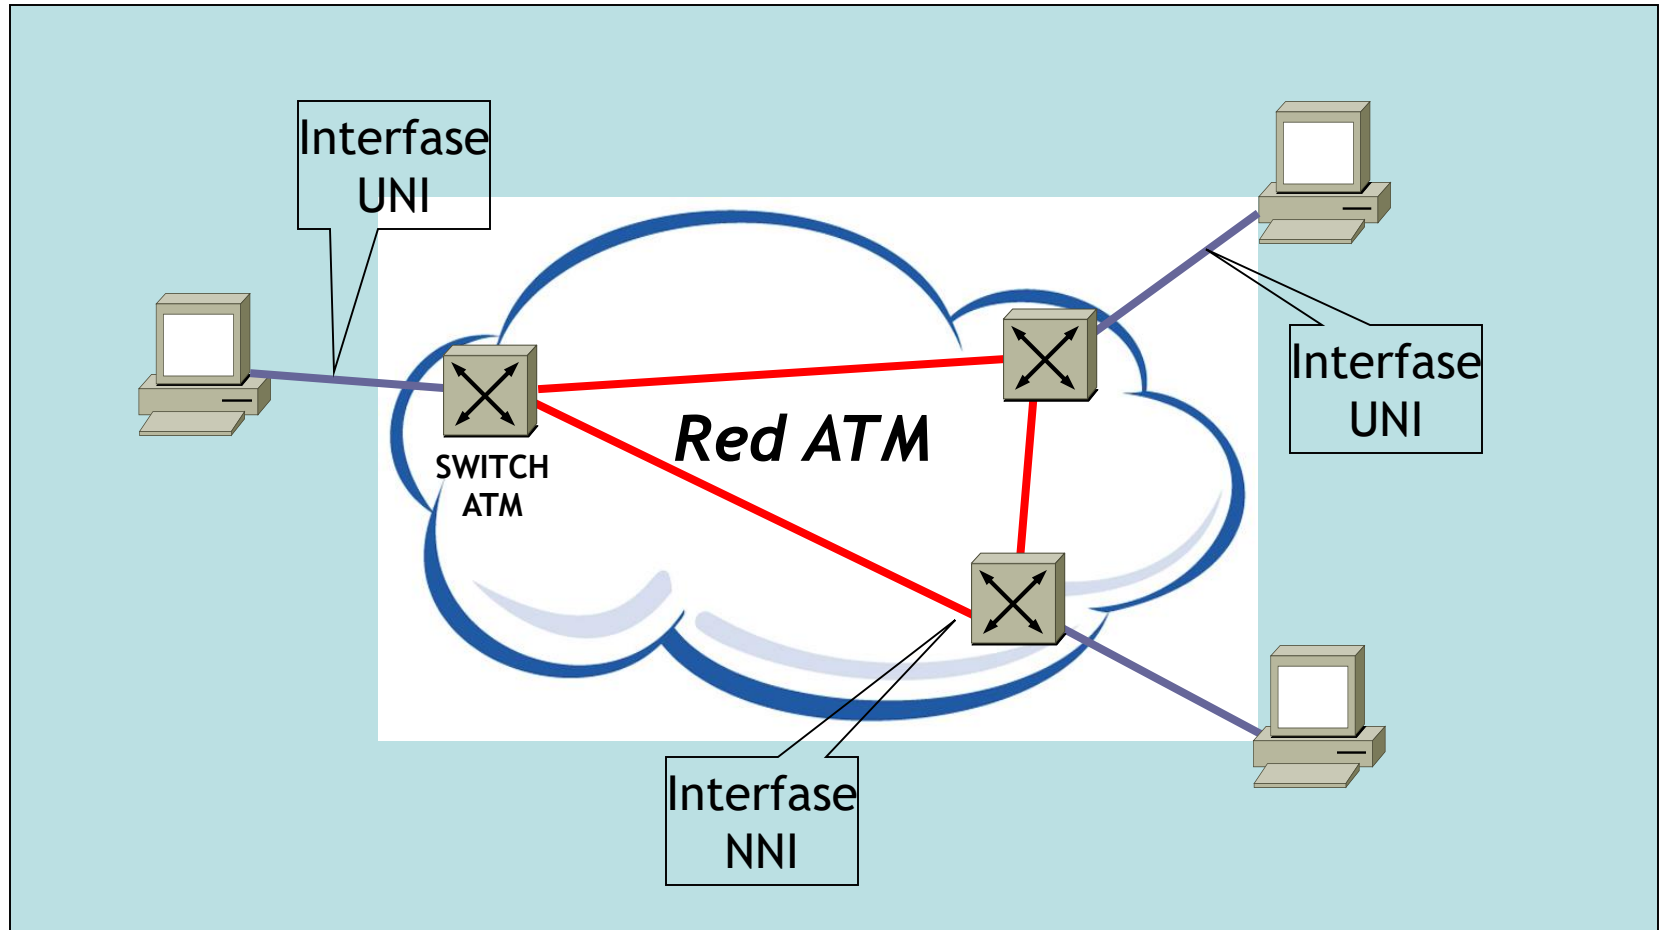 Interfase
UNI
Interfase
UNI
Red ATM
SWITCH
ATM
Interfase
NNI